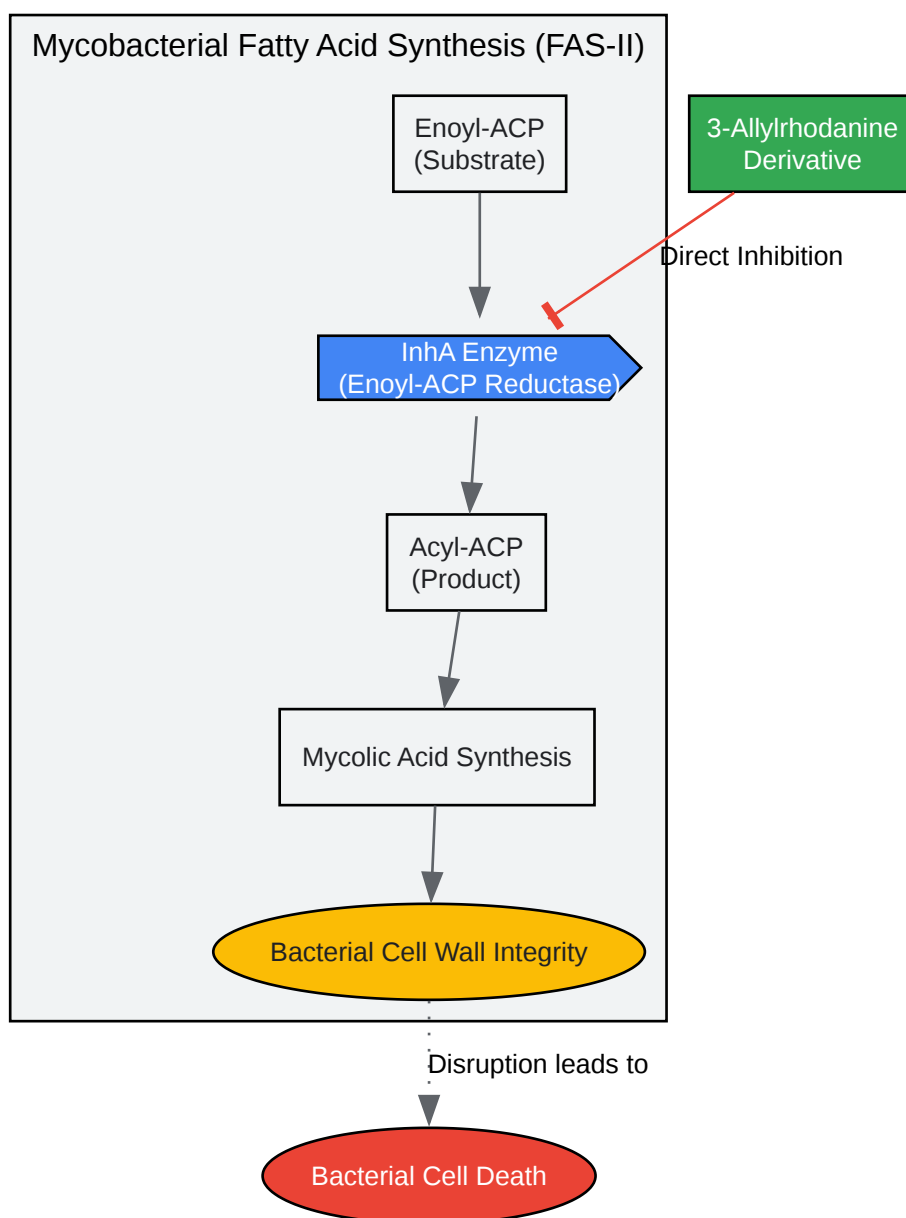 Mycobacterial Fatty Acid Synthesis (FAS-II)
Enoyl-ACP
(Substrate)
3-Allylrhodanine
Derivative
Direct Inhibition
InhA Enzyme
(Enoyl-ACP Reductase)
Acyl-ACP
(Product)
Mycolic Acid Synthesis
Bacterial Cell Wall Integrity
Disruption leads to
Bacterial Cell Death